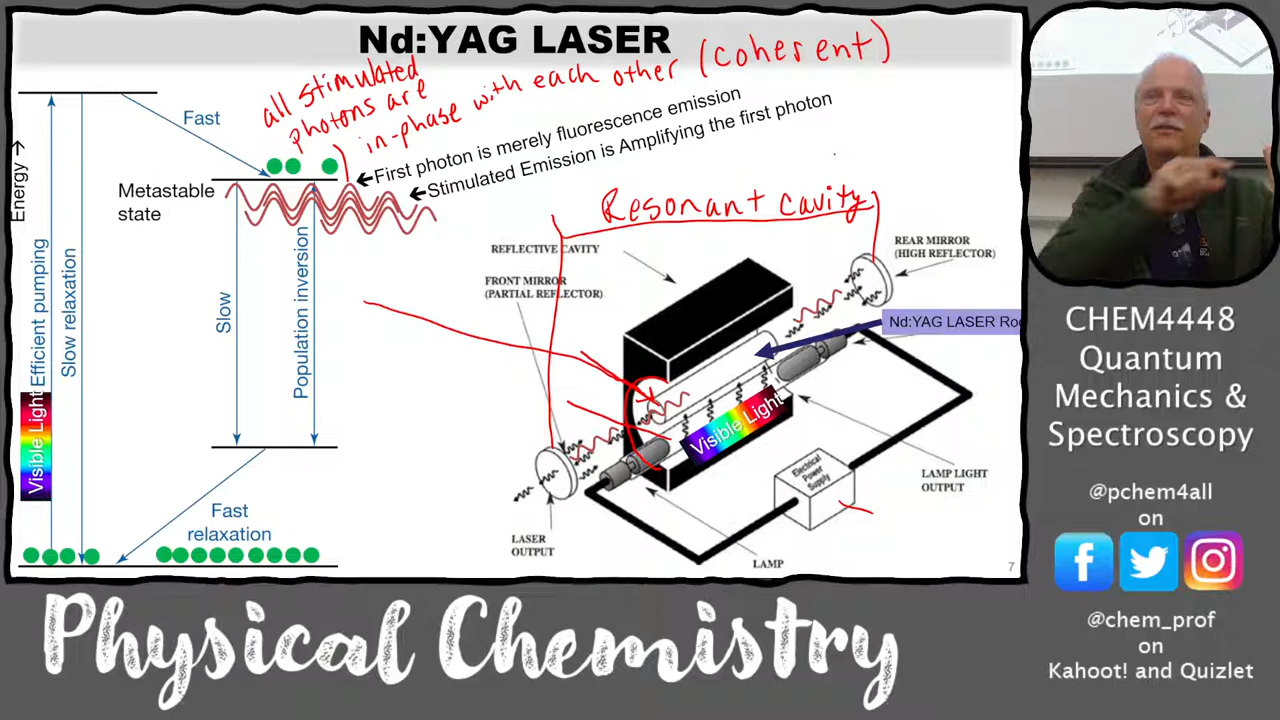 Nd:YAG LASER
all stimulated
photons are
in-phase with each other (coherent)
First photon is merely fluorescence emission
Stimulated Emission is Amplifying the first photon
Fast
Energy →
Metastable
state
Efficient pumping
Slow relaxation
Slow
Population inversion
Visible Light
Fast
relaxation
Resonant cavity
REFLECTIVE CAVITY
FRONT MIRROR
(PARTIAL REFLECTOR)
REAR MIRROR
(HIGH REFLECTOR)
Nd:YAG LASER Ro
Visible Light
Electrical
Power
Supply
LAMP LIGHT
OUTPUT
LASER
OUTPUT
LAMP
7
CHEM4448
Quantum
Mechanics &
Spectroscopy
@pchem4all
on
@chem_prof
on
Kahoot! and Quizlet
Physical Chemistry